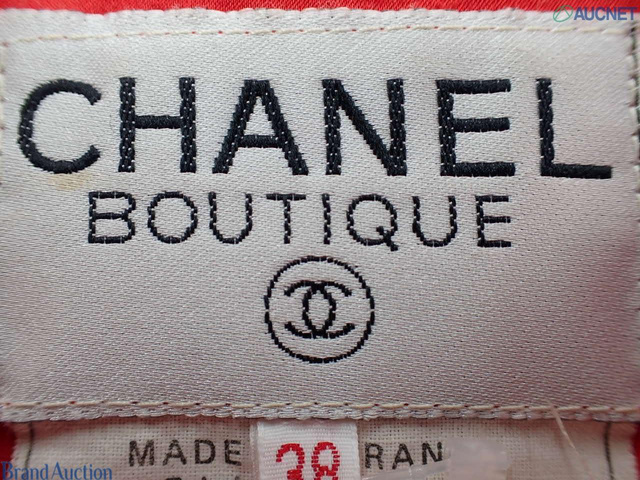 AUCNET
CHANEL
BOUTIQUE
MADE 38 RAN
Brand Auction